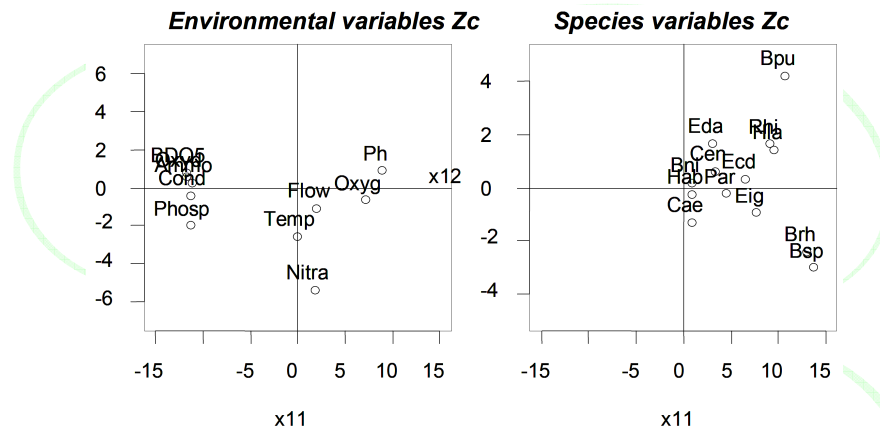 Environmental variables Zc
Species variables Zc
6
4
2
0
-2
-4
-6
BDO5
Ammo
Cond
Phosp
Ph
Oxyg
Flow
Temp
Nitra
x12
-15
-10
-5
0
5
10
15
x11
4
2
0
-2
-4
Bpu
Eda
Rhi
Hla
Cen
Ecd
Bni
Hab
Par
Eig
Cae
Brh
Bsp
-15
-10
-5
0
5
10
15
x11